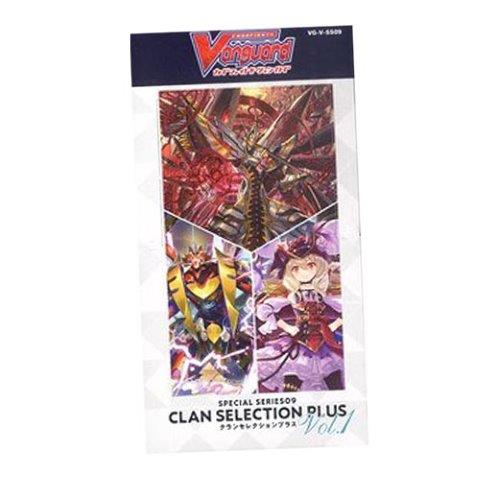 VG-V-SS09
CARDFIGHT!!
Vanguard
カードファイト!!ヴァンガード
SPECIAL SERIES09
CLAN SELECTION PLUS
クランセレクションプラス
Vol.1